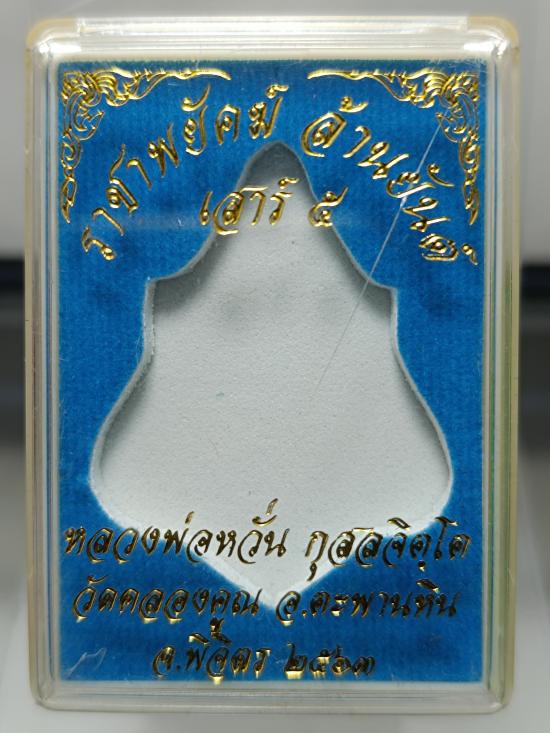 ราชาพยัคฆ์ ล้านยันต์
เสาร์ ๕
หลวงพ่อหวั่น กุสลจิตฺโต
วัดคลองคูณ อ.ตะพานหิน
จ.พิจิตร ๒๕๖๓